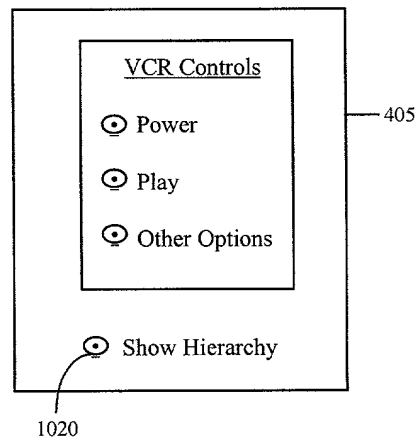 VCR Controls
Power
405
Play
Other Options
Show Hierarchy
1020